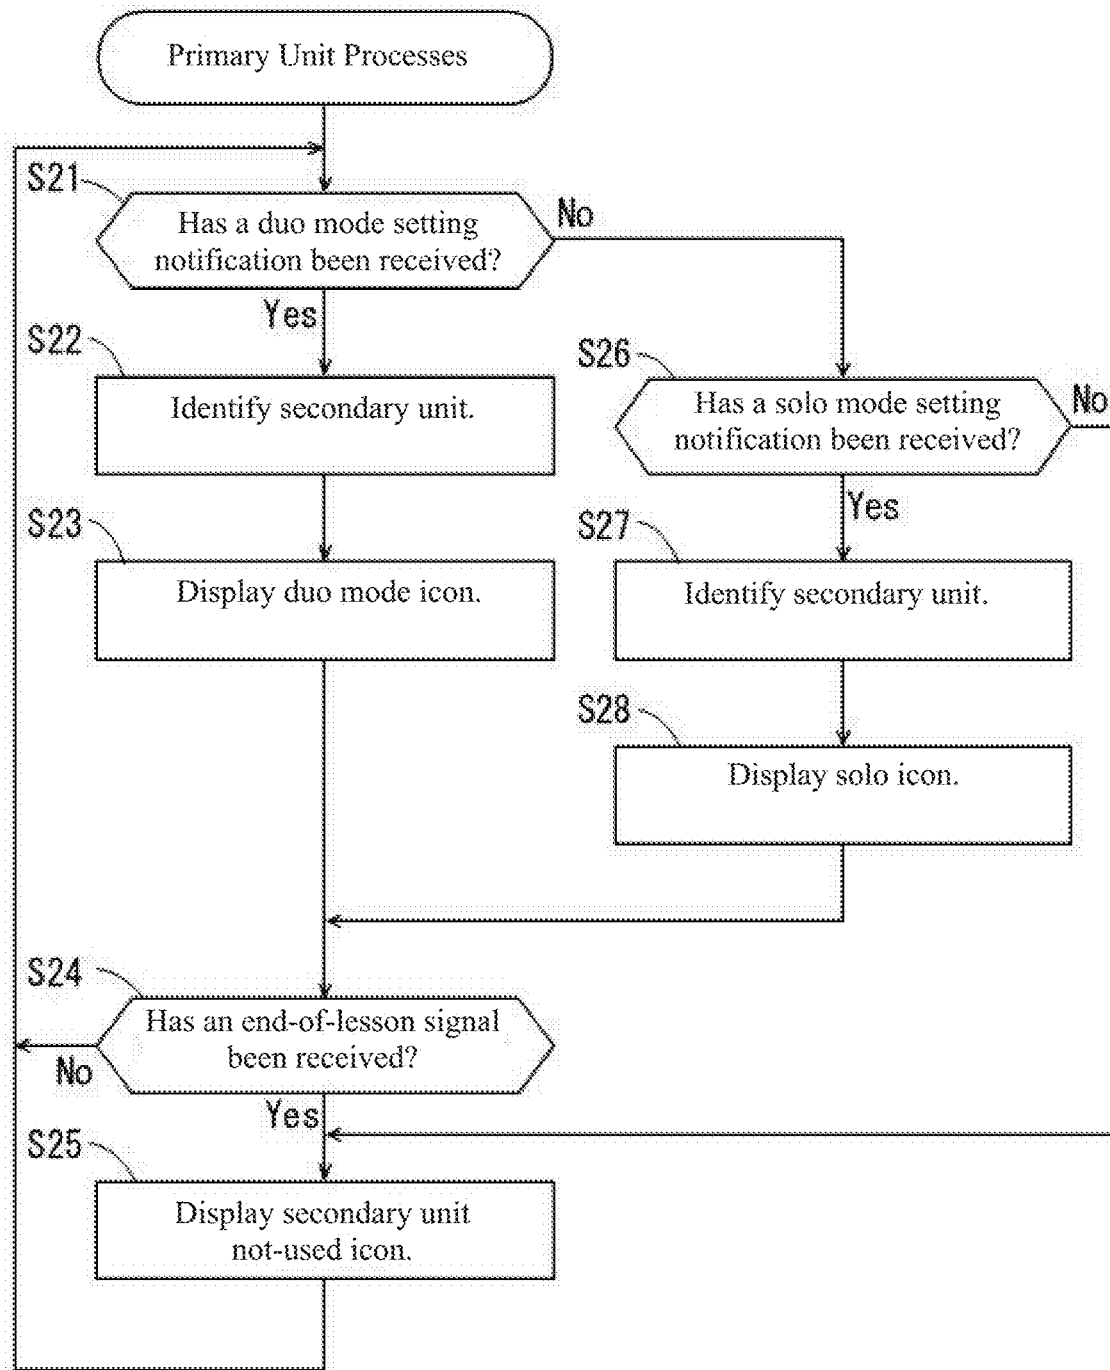 Primary Unit Processes
S21
Has a duo mode setting
notification been received?
No
Yes
S22
Identify secondary unit.
S26
Has a solo mode setting
notification been received?
No
Yes
S23
Display duo mode icon.
S27
Identify secondary unit.
S28
Display solo icon.
S24
Has an end-of-lesson signal
been received?
No
Yes
S25
Display secondary unit
not-used icon.